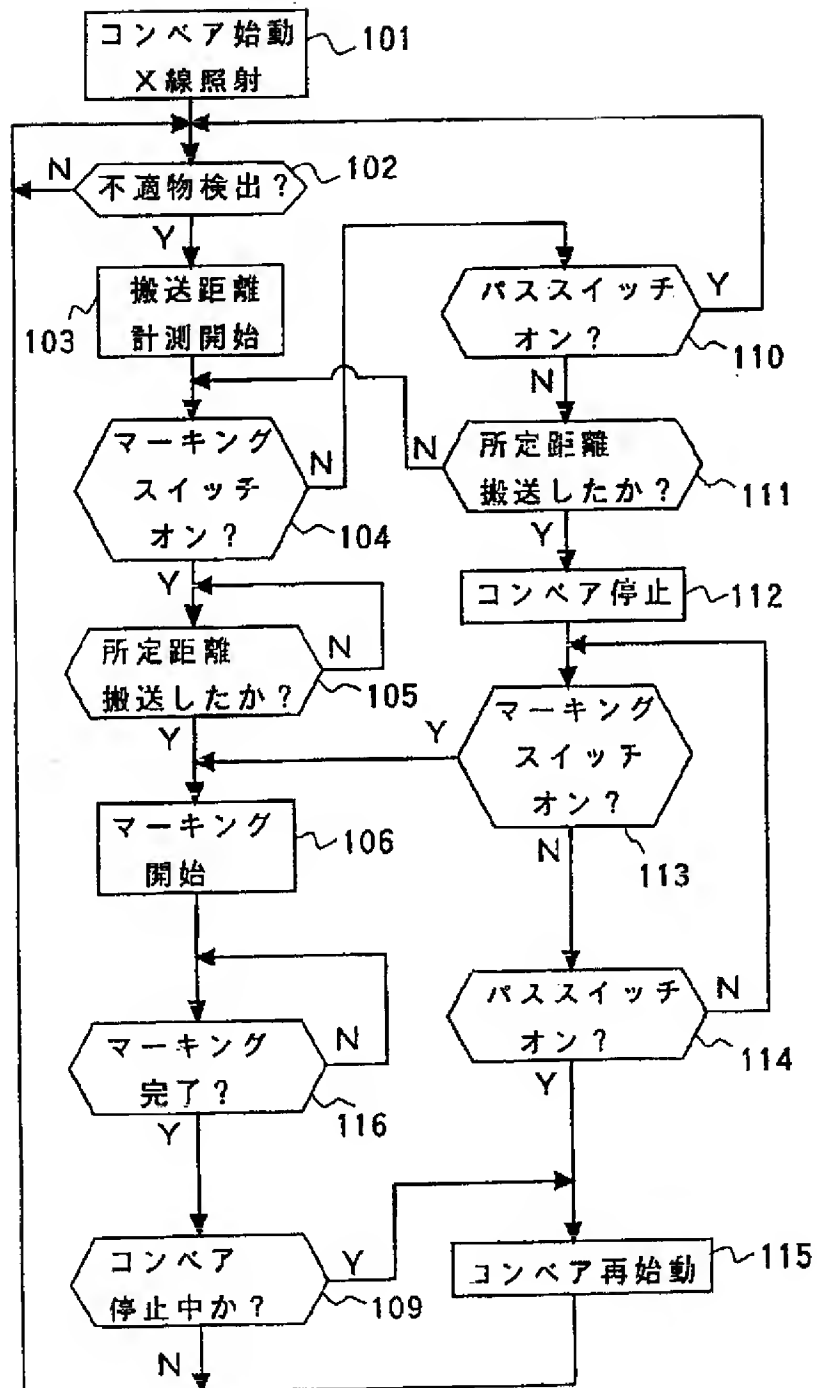 コンベア始動
X線照射
101
N
不適物検出？
102
Y
搬送距離
計測開始
103
パススイッチ
オン？
Y
110
N
マーキング
スイッチ
オン？
N
104
N
所定距離
搬送したか？
111
Y
Y
コンベア停止
112
所定距離
搬送したか？
N
105
Y
Y
マーキング
スイッチ
オン？
113
N
マーキング
開始
106
パススイッチ
オン？
N
114
Y
マーキング
完了？
N
116
Y
コンベア
停止中か？
Y
109
N
コンベア再始動
115